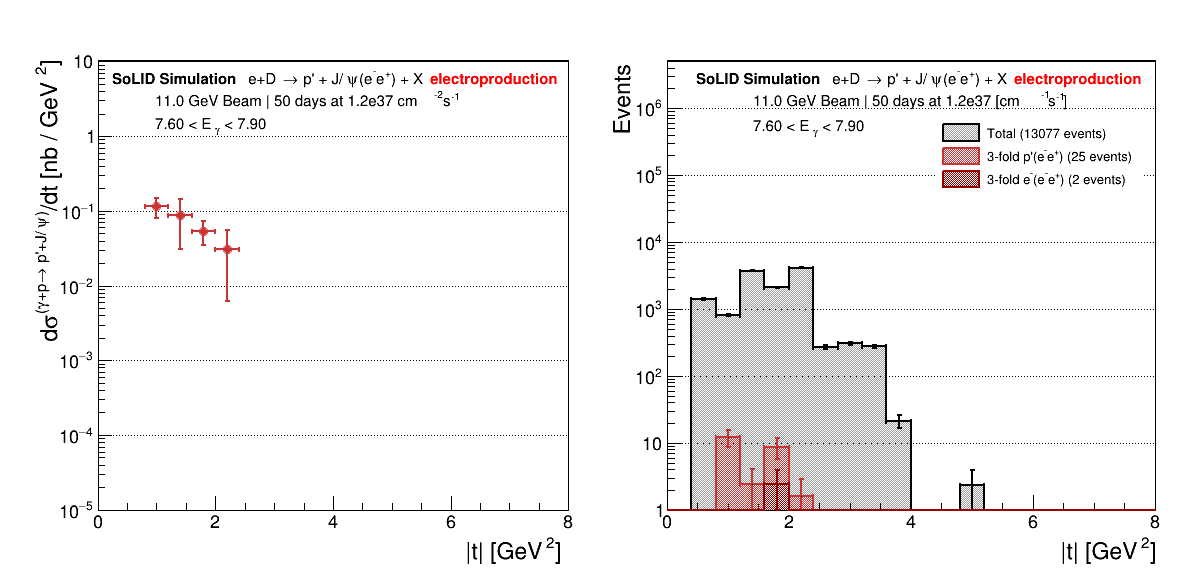 SoLID Simulation e+D → p' + J/ψ(e⁻e⁺) + X electroproduction
11.0 GeV Beam | 50 days at 1.2e37 cm⁻²s⁻¹
7.60 < Eγ < 7.90
dσ(γ+p→ p'+J/ψ)/dt [nb / GeV²]
10
1
10⁻¹
10⁻²
10⁻³
10⁻⁴
10⁻⁵
0 2 4 6 8
|t| [GeV²]
SoLID Simulation e+D → p' + J/ψ(e⁻e⁺) + X electroproduction
11.0 GeV Beam | 50 days at 1.2e37 [cm⁻¹s⁻¹]
7.60 < Eγ < 7.90
Total (13077 events)
3-fold p'(e⁻e⁺) (25 events)
3-fold e⁻(e⁻e⁺) (2 events)
Events
10⁶
10⁵
10⁴
10³
10²
10
1
0 2 4 6 8
|t| [GeV²]